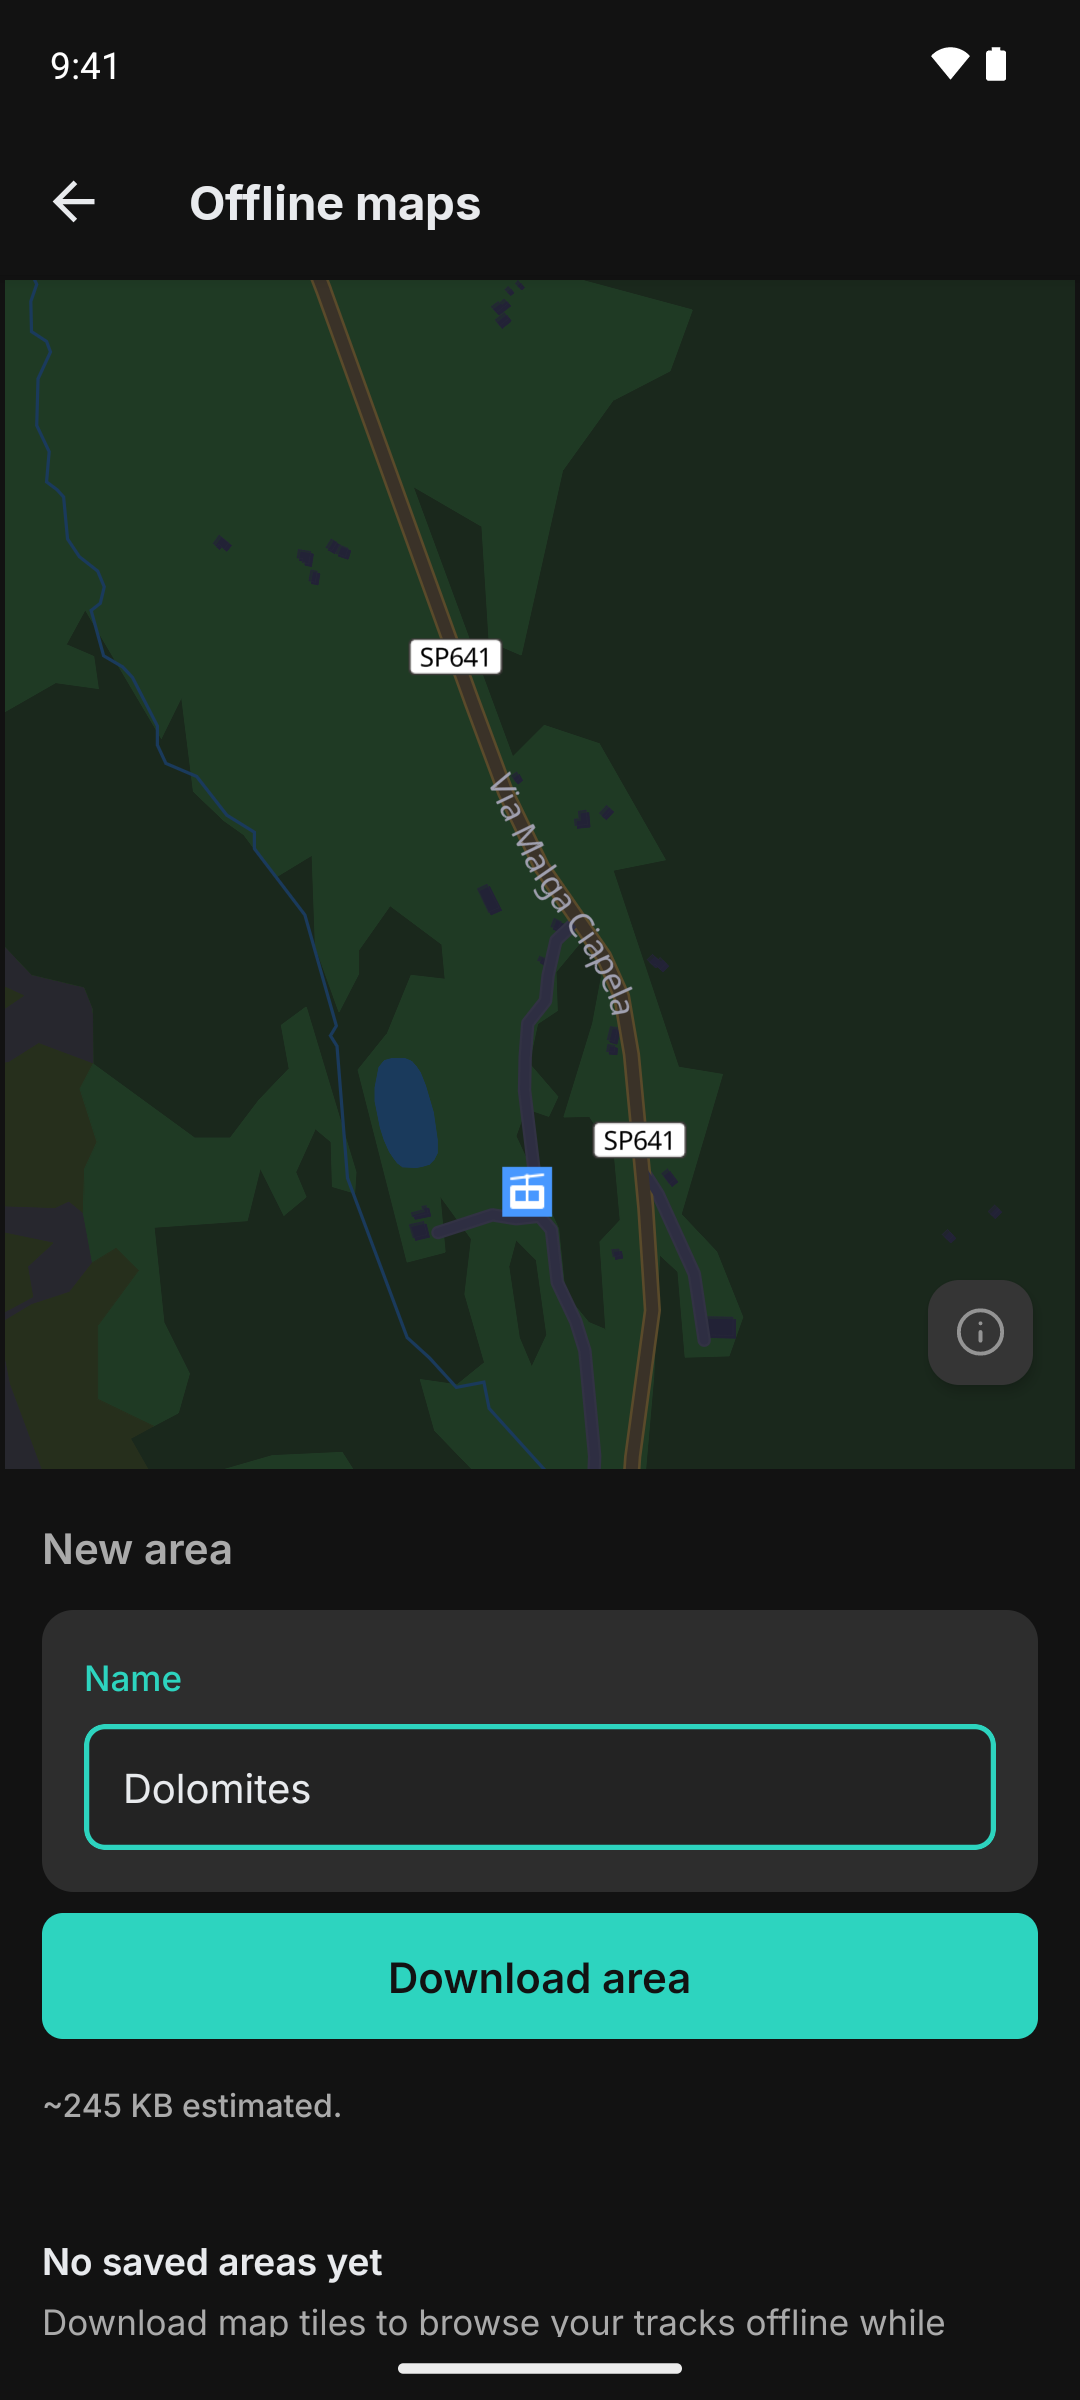 9:41
Offline maps
SP641
Via Malga Ciapela
SP641
New area
Name
Dolomites
Download area
~245 KB estimated.
No saved areas yet
Download map tiles to browse your tracks offline while